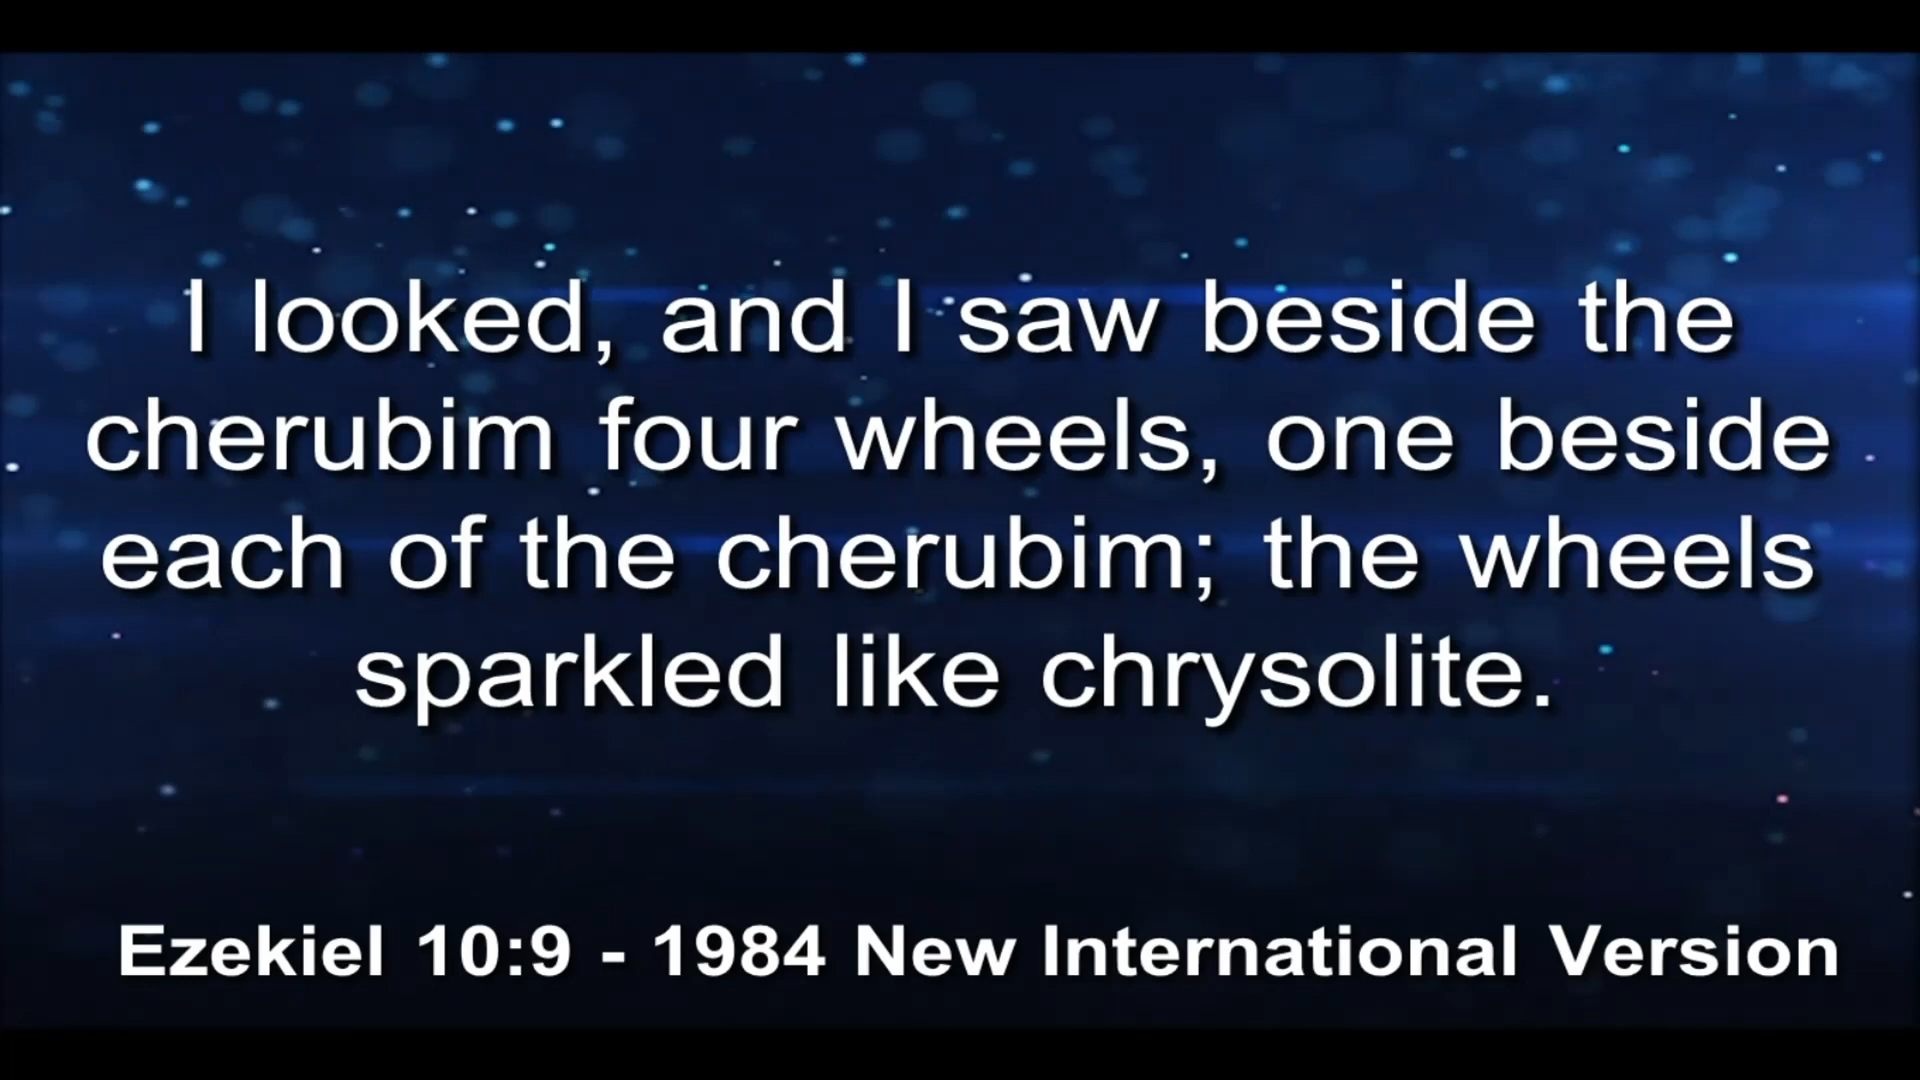 I looked, and I saw beside the
cherubim four wheels, one beside
each of the cherubim; the wheels
sparkled like chrysolite.
Ezekiel 10:9 - 1984 New International Version